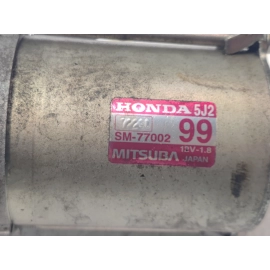 HONDA 5J2
99
SM-77002
12V-1.8
MITSUBA JAPAN